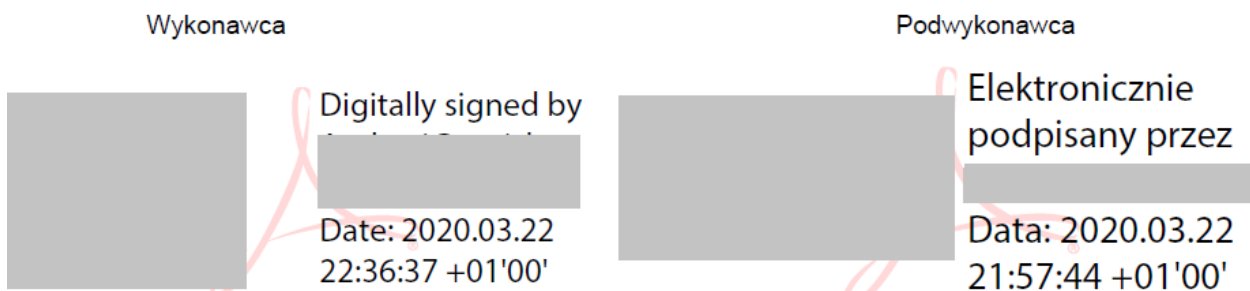 Wykonawca
Podwykonawca
Digitally signed by
Date: 2020.03.22
22:36:37 +01'00'
Elektronicznie
podpisany przez
Data: 2020.03.22
21:57:44 +01'00'